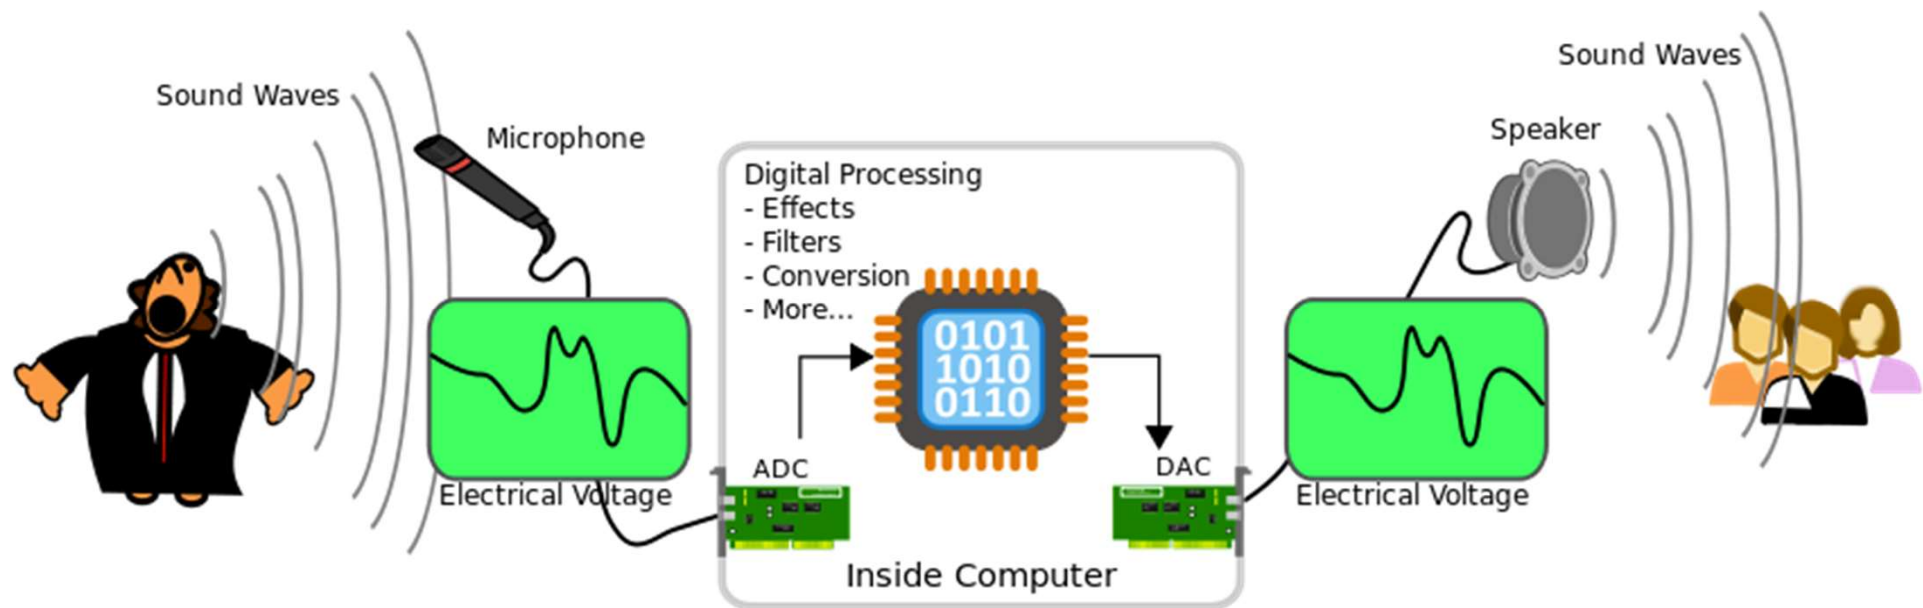 Sound Waves
Microphone
Electrical Voltage
Digital Processing
- Effects
- Filters
- Conversion
- More...
0101
1010
0110
ADC
DAC
Inside Computer
Electrical Voltage
Speaker
Sound Waves